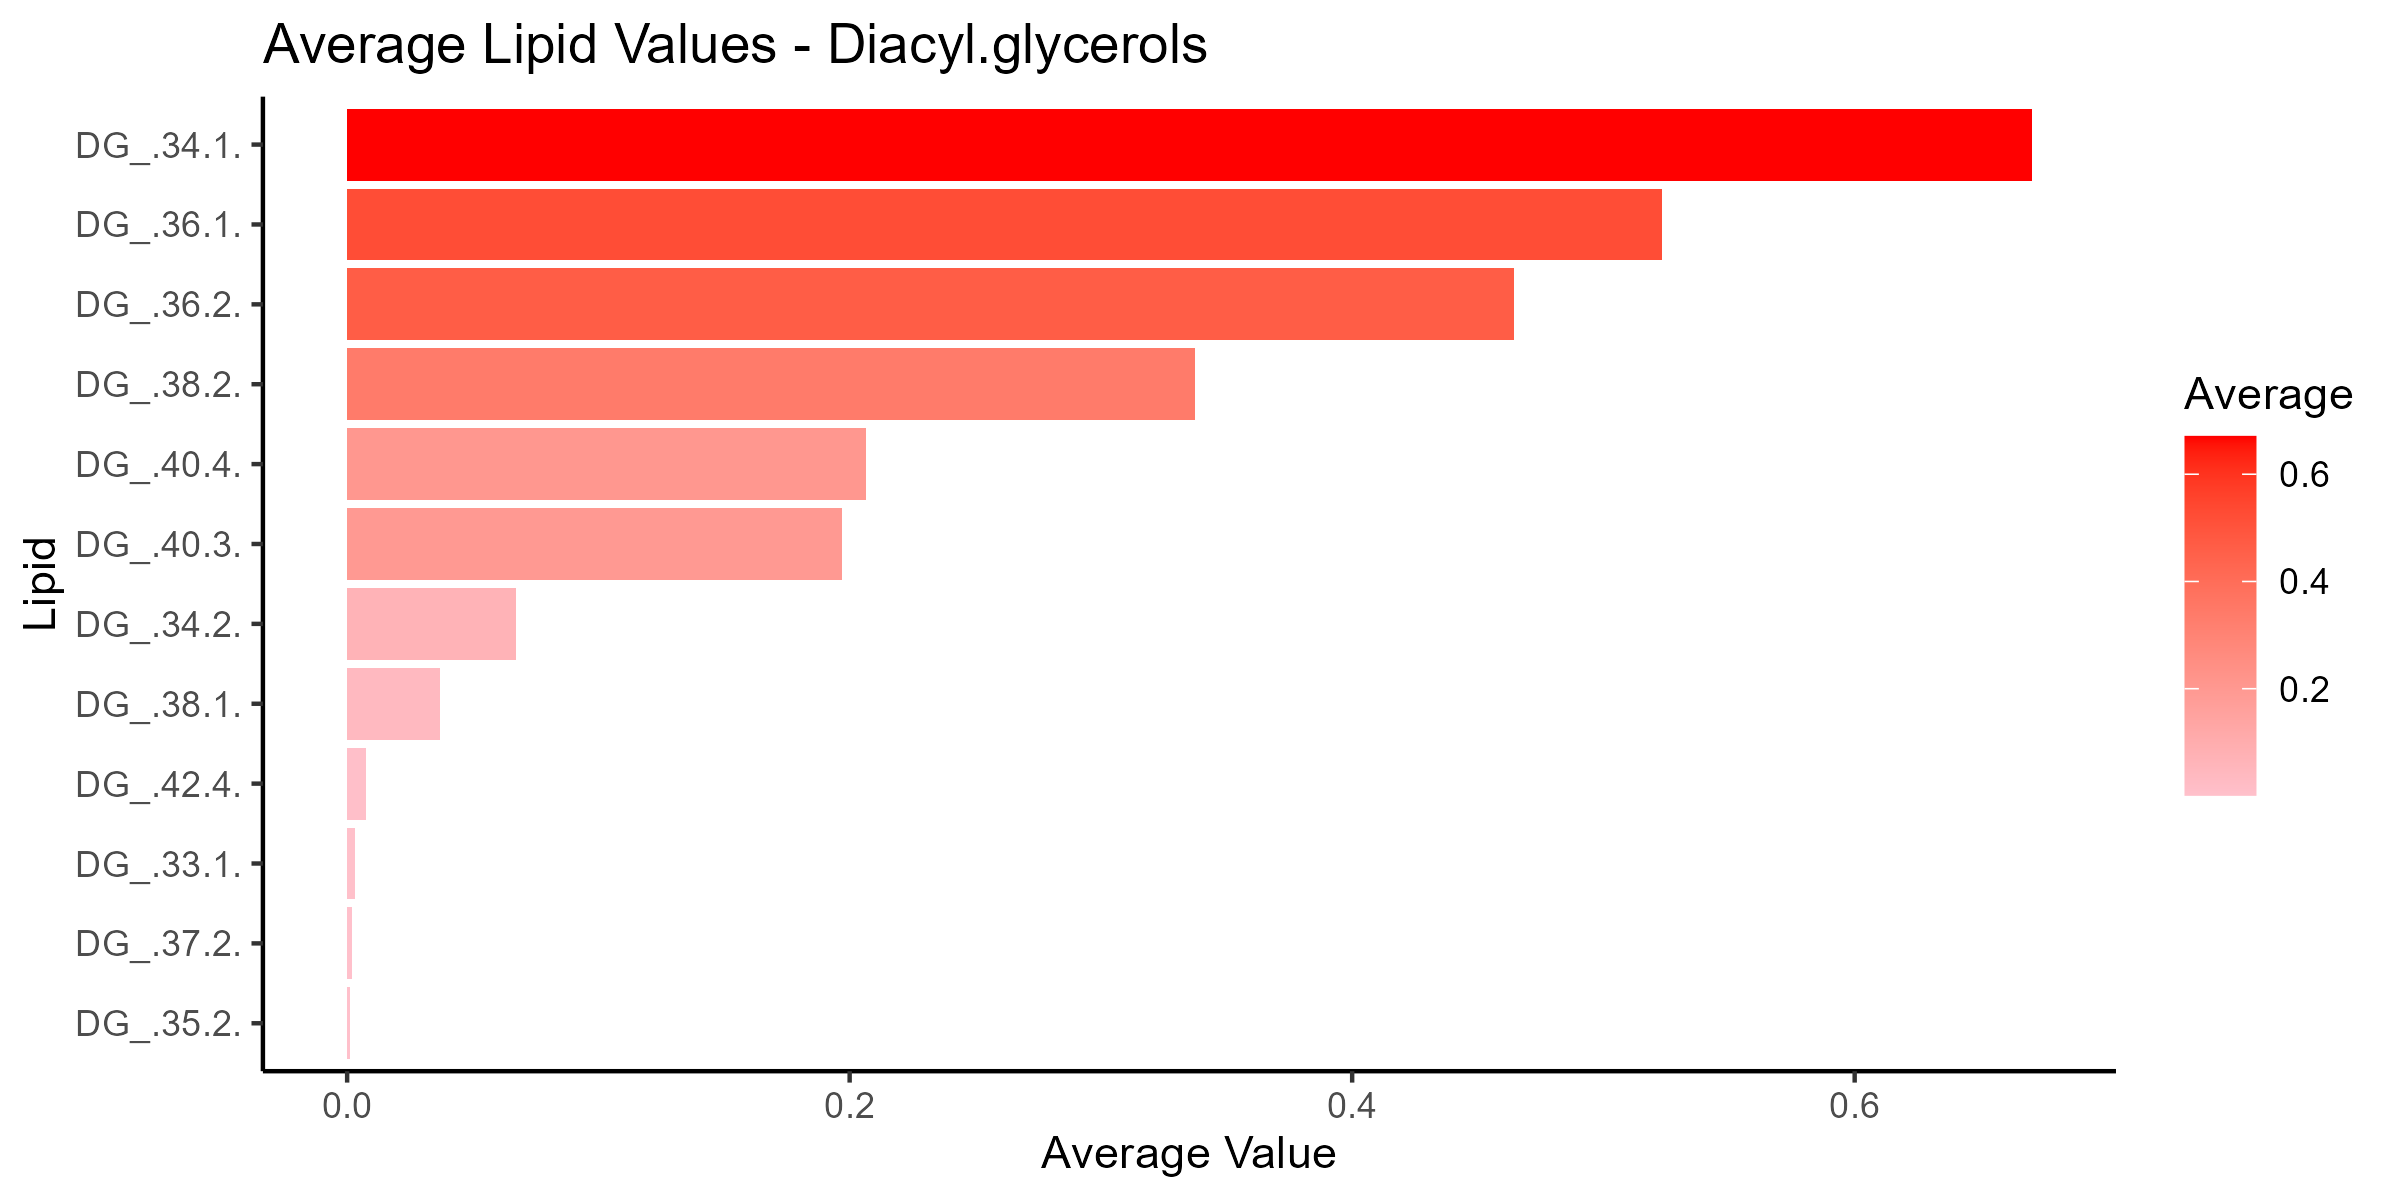 Average Lipid Values - Diacyl.glycerols
Lipid
DG_.34.1.
DG_.36.1.
DG_.36.2.
DG_.38.2.
DG_.40.4.
DG_.40.3.
DG_.34.2.
DG_.38.1.
DG_.42.4.
DG_.33.1.
DG_.37.2.
DG_.35.2.
0.0 0.2 0.4 0.6
Average Value
Average
0.6
0.4
0.2